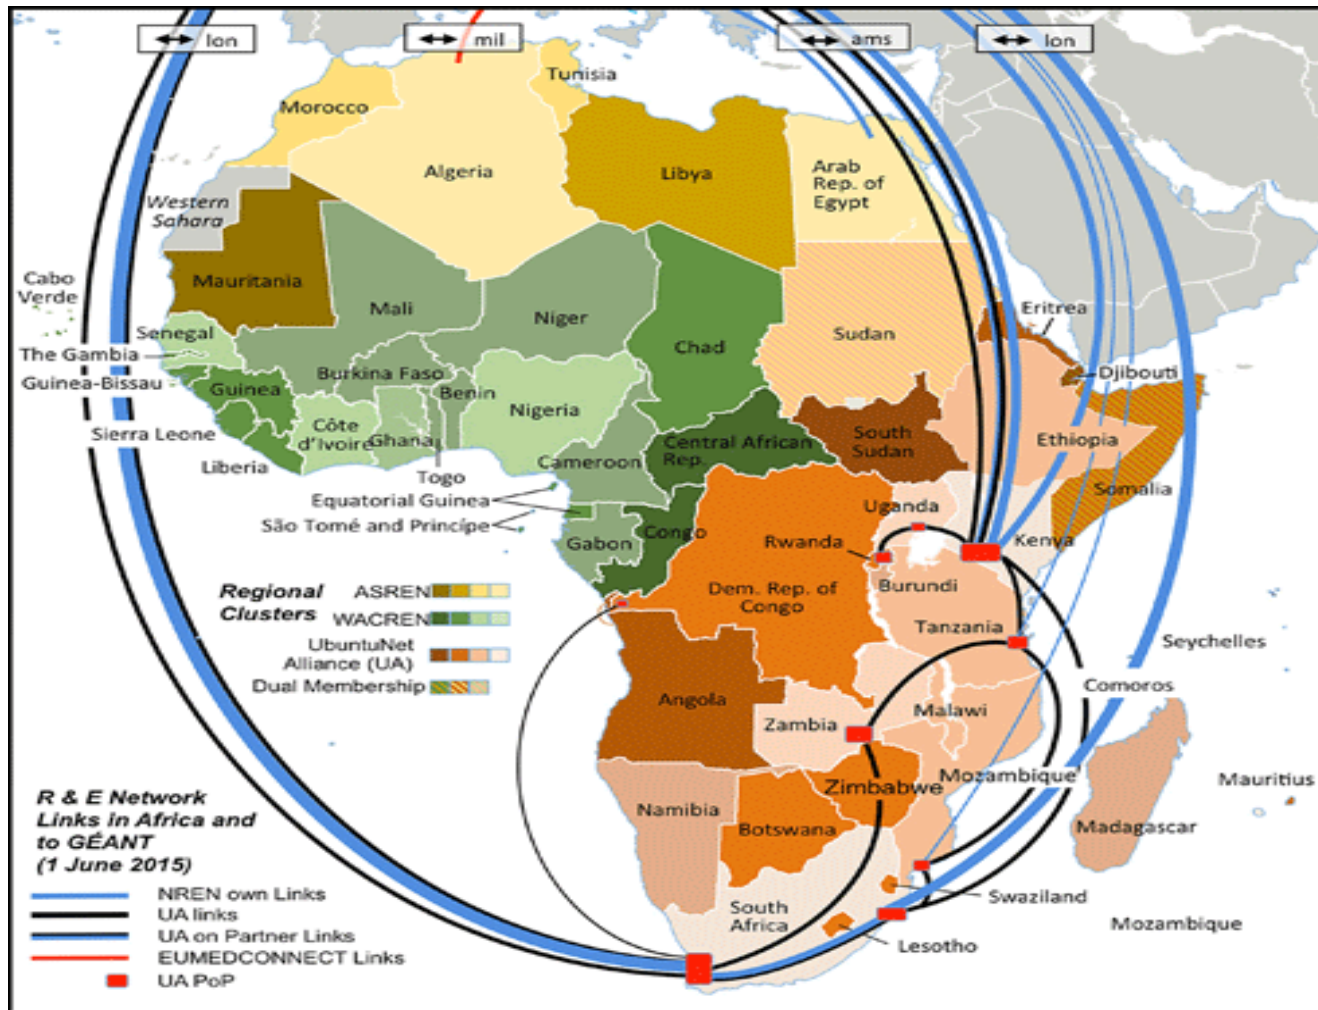 lon
mil
ams
lon
Tunisia
Morocco
Algeria
Libya
Arab
Rep. of
Egypt
Western
Sahara
Mauritania
Cabo
Verde
Mali
Niger
Chad
Sudan
Eritrea
Senegal
The Gambia
Guinea-Bissau
Guinea
Burkina Faso
Benin
Nigeria
Djibouti
Sierra Leone
Côte
d'Ivoire
Ghana
Central African
Rep.
South
Sudan
Ethiopia
Liberia
Togo
Cameroon
Somalia
Equatorial Guinea
São Tomé and Princípe
Uganda
Gabon
Congo
Rwanda
Kenya
Burundi
Dem. Rep. of
Congo
Tanzania
Seychelles
Comoros
Regional
Clusters
ASREN
WACREN
UbuntuNet
Alliance (UA)
Dual Membership
Angola
Zambia
Malawi
Mozambique
Zimbabwe
Mauritius
Namibia
Botswana
Madagascar
South
Africa
Swaziland
Lesotho
Mozambique
R & E Network
Links in Africa and
to GÉANT
(1 June 2015)
NREN own Links
UA links
UA on Partner Links
EUMEDCONNECT Links
UA PoP